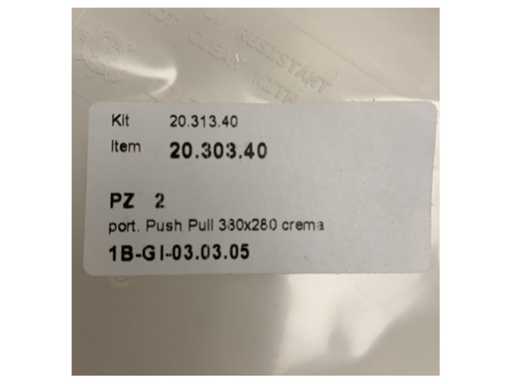 Kit 20.313.40
Item 20.303.40
PZ 2
port. Push Pull 380x280 crema
1B-GI-03.03.05